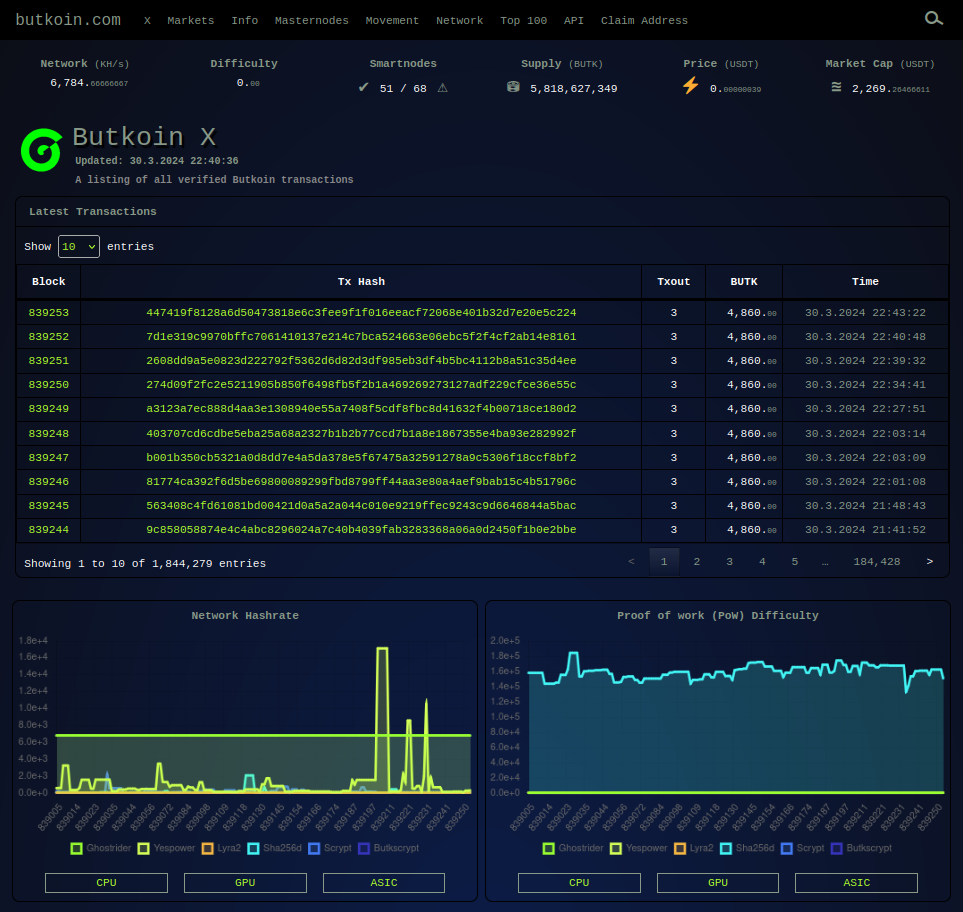 butkoin.com X Markets Info Masternodes Movement Network Top 100 API Claim Address
Network (KH/s) Difficulty Smartnodes Supply (BUTK) Price (USDT) Market Cap (USDT)
6,784.66666667 0.00 ✔ 51 / 68 ⚠ 5,818,627,349 ⚡ 0.00000039 ≊ 2,269.26466611
Butkoin X
Updated: 30.3.2024 22:40:36
A listing of all verified Butkoin transactions
Latest Transactions
Show 10 entries
Block Tx Hash Txout BUTK Time
839253 447419f8128a6d50473818e6c3fee9f1f016eeacf72068e401b32d7e20e5c224 3 4,860.00 30.3.2024 22:43:22
839252 7d1e319c9970bffc7061410137e214c7bca524663e06ebc5f2f4cf2ab14e8161 3 4,860.00 30.3.2024 22:40:48
839251 2608dd9a5e0823d222792f5362d6d82d3df985eb3df4b5bc4112b8a51c35d4ee 3 4,860.00 30.3.2024 22:39:32
839250 274d09f2fc2e5211905b850f6498fb5f2b1a469269273127adf229cfce36e55c 3 4,860.00 30.3.2024 22:34:41
839249 a3123a7ec888d4aa3e1308940e55a7408f5cdf8fbc8d41632f4b00718ce180d2 3 4,860.00 30.3.2024 22:27:51
839248 403707cd6cdbe5eba25a68a2327b1b2b77ccd7b1a8e1867355e4ba93e282992f 3 4,860.00 30.3.2024 22:03:14
839247 b001b350cb5321a0d8dd7e4a5da378e5f67475a32591278a9c5306f18ccf8bf2 3 4,860.00 30.3.2024 22:03:09
839246 81774ca392f6d5be69800089299fbd8799ff44aa3e80a4aef9bab15c4b51796c 3 4,860.00 30.3.2024 22:01:08
839245 563408c4fd61081bd00421d0a5a2a044c010e9219ffec9243c9d6646844a5bac 3 4,860.00 30.3.2024 21:48:43
839244 9c858058874e4c4abc8296024a7c40b4039fab3283368a06a0d2450f1b0e2bbe 3 4,860.00 30.3.2024 21:41:52
Showing 1 to 10 of 1,844,279 entries < 1 2 3 4 5 … 184,428 >
Network Hashrate
1.8e+4
1.6e+4
1.4e+4
1.2e+4
1.0e+4
8.0e+3
6.0e+3
4.0e+3
2.0e+3
0.0e+0
839005 839014 839023 839035 839044 839056 839072 839084 839098 839109 839118 839130 839145 839154 839166 839174 839187 839197 839211 839221 839231 839241 839250
Ghostrider Yespower Lyra2 Sha256d Scrypt Butkscrypt
CPU GPU ASIC
Proof of work (PoW) Difficulty
2.0e+5
1.8e+5
1.6e+5
1.4e+5
1.2e+5
1.0e+5
8.0e+4
6.0e+4
4.0e+4
2.0e+4
0.0e+0
839005 839014 839023 839035 839044 839056 839072 839084 839098 839109 839118 839130 839145 839154 839166 839174 839187 839197 839211 839221 839231 839241 839250
Ghostrider Yespower Lyra2 Sha256d Scrypt Butkscrypt
CPU GPU ASIC